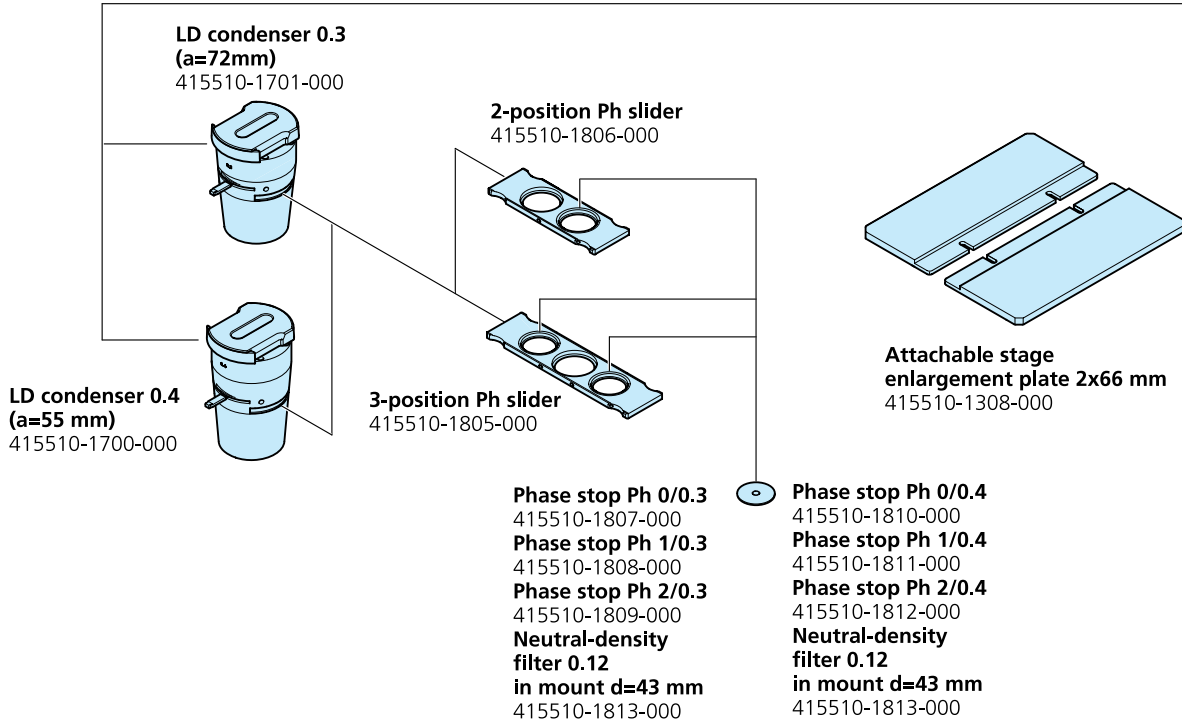 LD condenser 0.3
(a=72mm)
415510-1701-000
2-position Ph slider
415510-1806-000
LD condenser 0.4
(a=55 mm)
415510-1700-000
3-position Ph slider
415510-1805-000
Attachable stage
enlargement plate 2x66 mm
415510-1308-000
Phase stop Ph 0/0.3
415510-1807-000
Phase stop Ph 1/0.3
415510-1808-000
Phase stop Ph 2/0.3
415510-1809-000
Neutral-density
filter 0.12
in mount d=43 mm
415510-1813-000
Phase stop Ph 0/0.4
415510-1810-000
Phase stop Ph 1/0.4
415510-1811-000
Phase stop Ph 2/0.4
415510-1812-000
Neutral-density
filter 0.12
in mount d=43 mm
415510-1813-000